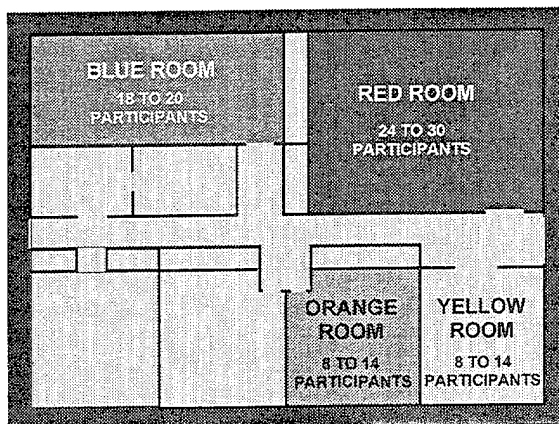 BLUE ROOM
18 TO 20
PARTICIPANTS
RED ROOM
24 TO 30
PARTICIPANTS
ORANGE
ROOM
8 TO 14
PARTICIPANTS
YELLOW
ROOM
8 TO 14
PARTICIPANTS